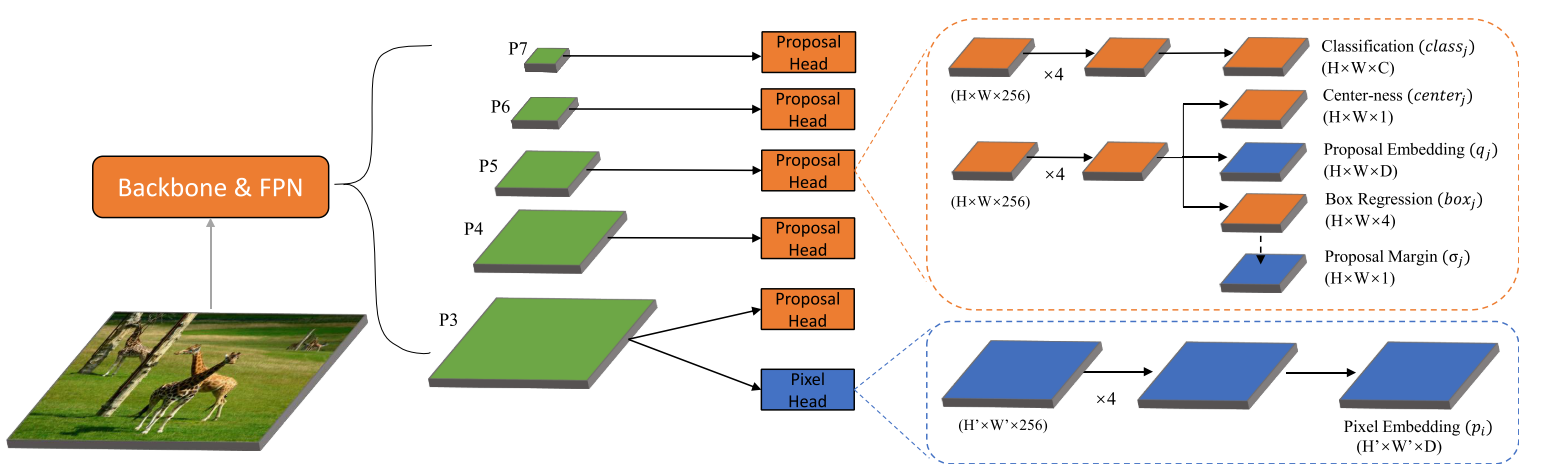 Backbone & FPN
P7
P6
P5
P4
P3
Proposal
Head
Proposal
Head
Proposal
Head
Proposal
Head
Proposal
Head
Pixel
Head
(H×W×256)
×4
Classification (class_j)
(H×W×C)
Center-ness (center_j)
(H×W×1)
(H×W×256)
×4
Proposal Embedding (q_j)
(H×W×D)
Box Regression (box_j)
(H×W×4)
Proposal Margin (σ_j)
(H×W×1)
(H'×W'×256)
×4
Pixel Embedding (p_i)
(H'×W'×D)